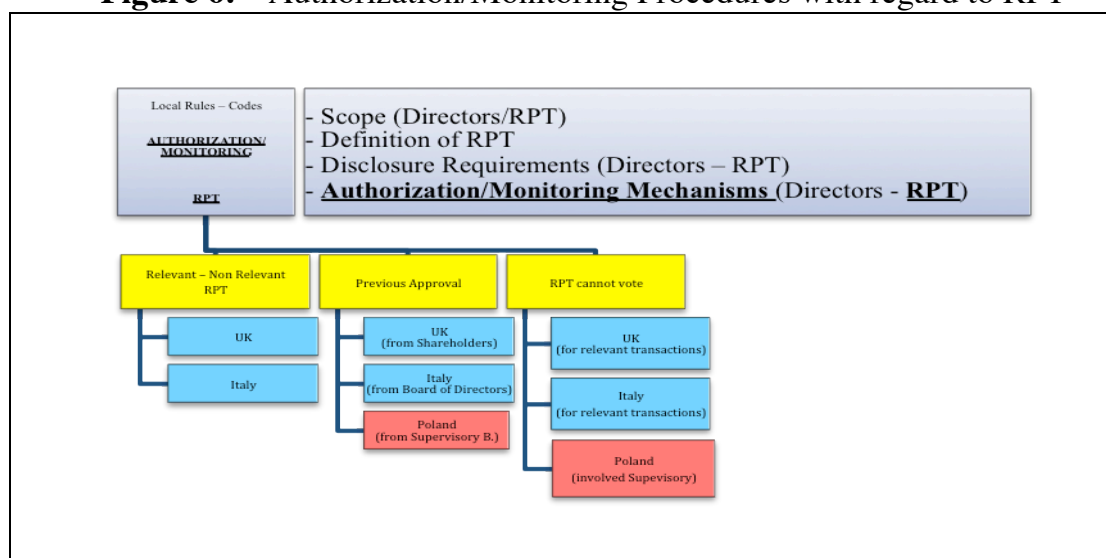 Figure 6. Authorization/Monitoring Procedures with regard to RPT
Local Rules – Codes
AUTHORIZATION/
MONITORING
RPT
- Scope (Directors/RPT)
- Definition of RPT
- Disclosure Requirements (Directors – RPT)
- Authorization/Monitoring Mechanisms (Directors - RPT)
Relevant – Non Relevant
RPT
UK
Italy
Previous Approval
UK
(from Shareholders)
Italy
(from Board of Directors)
Poland
(from Supervisory B.)
RPT cannot vote
UK
(for relevant transactions)
Italy
(for relevant transactions)
Poland
(involved Supevisory)